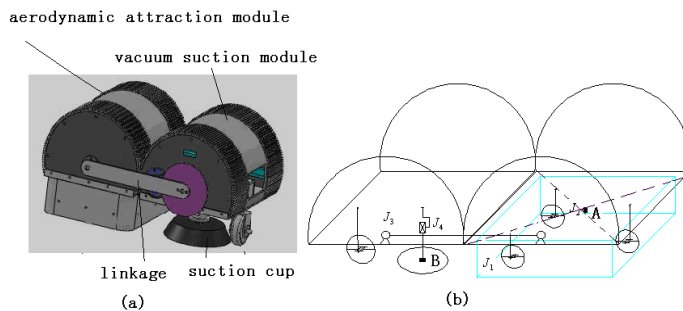 aerodynamic attraction module
vacuum suction module
linkage
suction cup
(a)
J3
J4
J2
A
B
J1
(b)